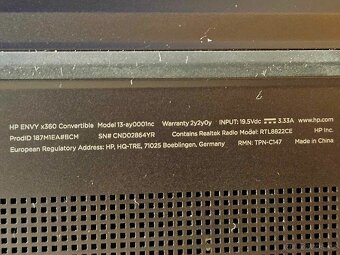 HP ENVY x360 Convertible Model 13-ay0001nc Warranty 2y2y0y INPUT: 19.5Vdc ⎓ 3.33A www.hp.com
ProdID 187M1EA#BCM SN# CND02864YR Contains Realtek Radio Model: RTL8822CE HP Inc.
European Regulatory Address: HP, HQ-TRE, 71025 Boeblingen, Germany RMN: TPN-C147 Made in China